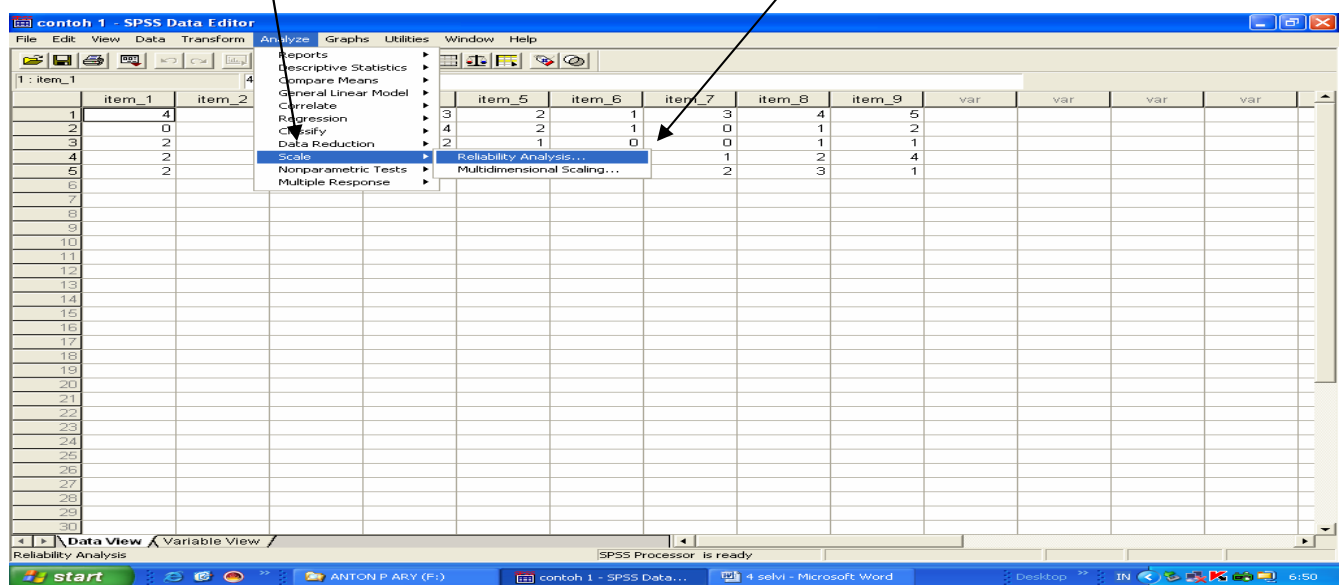 contoh 1 - SPSS Data Editor
File Edit View Data Transform Analyze Graphs Utilities Window Help
1 : item_1 4
item_1 item_2 item_5 item_6 item_7 item_8 item_9 var var var var
Reports
Descriptive Statistics
Compare Means
General Linear Model
Correlate
Regression
Classify
Data Reduction
Scale
Nonparametric Tests
Multiple Response
Reliability Analysis...
Multidimensional Scaling...
1 4 3 2 1 3 4 5
2 0 4 2 1 0 1 2
3 2 2 1 0 0 1 1
4 2 1 2 4
5 2 2 3 1
6
7
8
9
10
11
12
13
14
15
16
17
18
19
20
21
22
23
24
25
26
27
28
29
30
Data View Variable View
Reliability Analysis SPSS Processor is ready
start ANTON P ARY (F:) contoh 1 - SPSS Data... 4 selvi - Microsoft Word Desktop IN 6:50